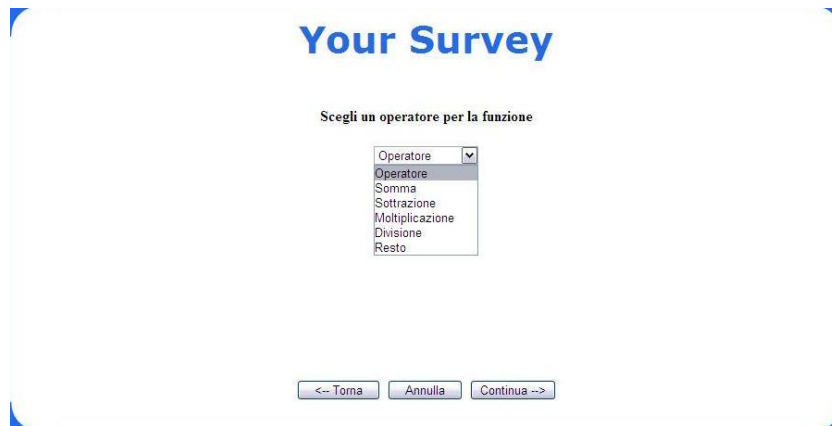 Your Survey
Scegli un operatore per la funzione
Operatore
Operatore
Somma
Sottrazione
Moltiplicazione
Divisione
Resto
<-- Torna Annulla Continua -->